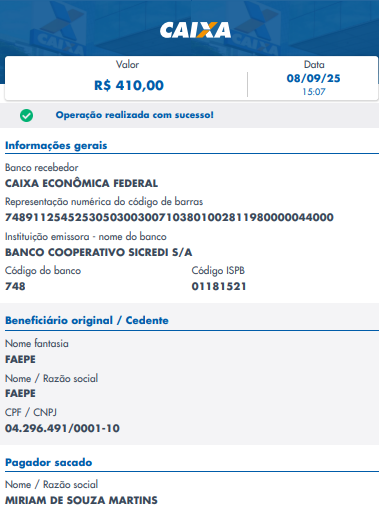 CAIXA
Valor
R$ 410,00
Data
08/09/25
15:07
Operação realizada com sucesso!
Informações gerais
Banco recebedor
CAIXA ECONÔMICA FEDERAL
Representação numérica do código de barras
74891125452530503003007103801002811980000044000
Instituição emissora - nome do banco
BANCO COOPERATIVO SICREDI S/A
Código do banco
Código ISPB
748
01181521
Beneficiário original / Cedente
Nome fantasia
FAEPE
Nome / Razão social
FAEPE
CPF / CNPJ
04.296.491/0001-10
Pagador sacado
Nome / Razão social
MIRIAM DE SOUZA MARTINS